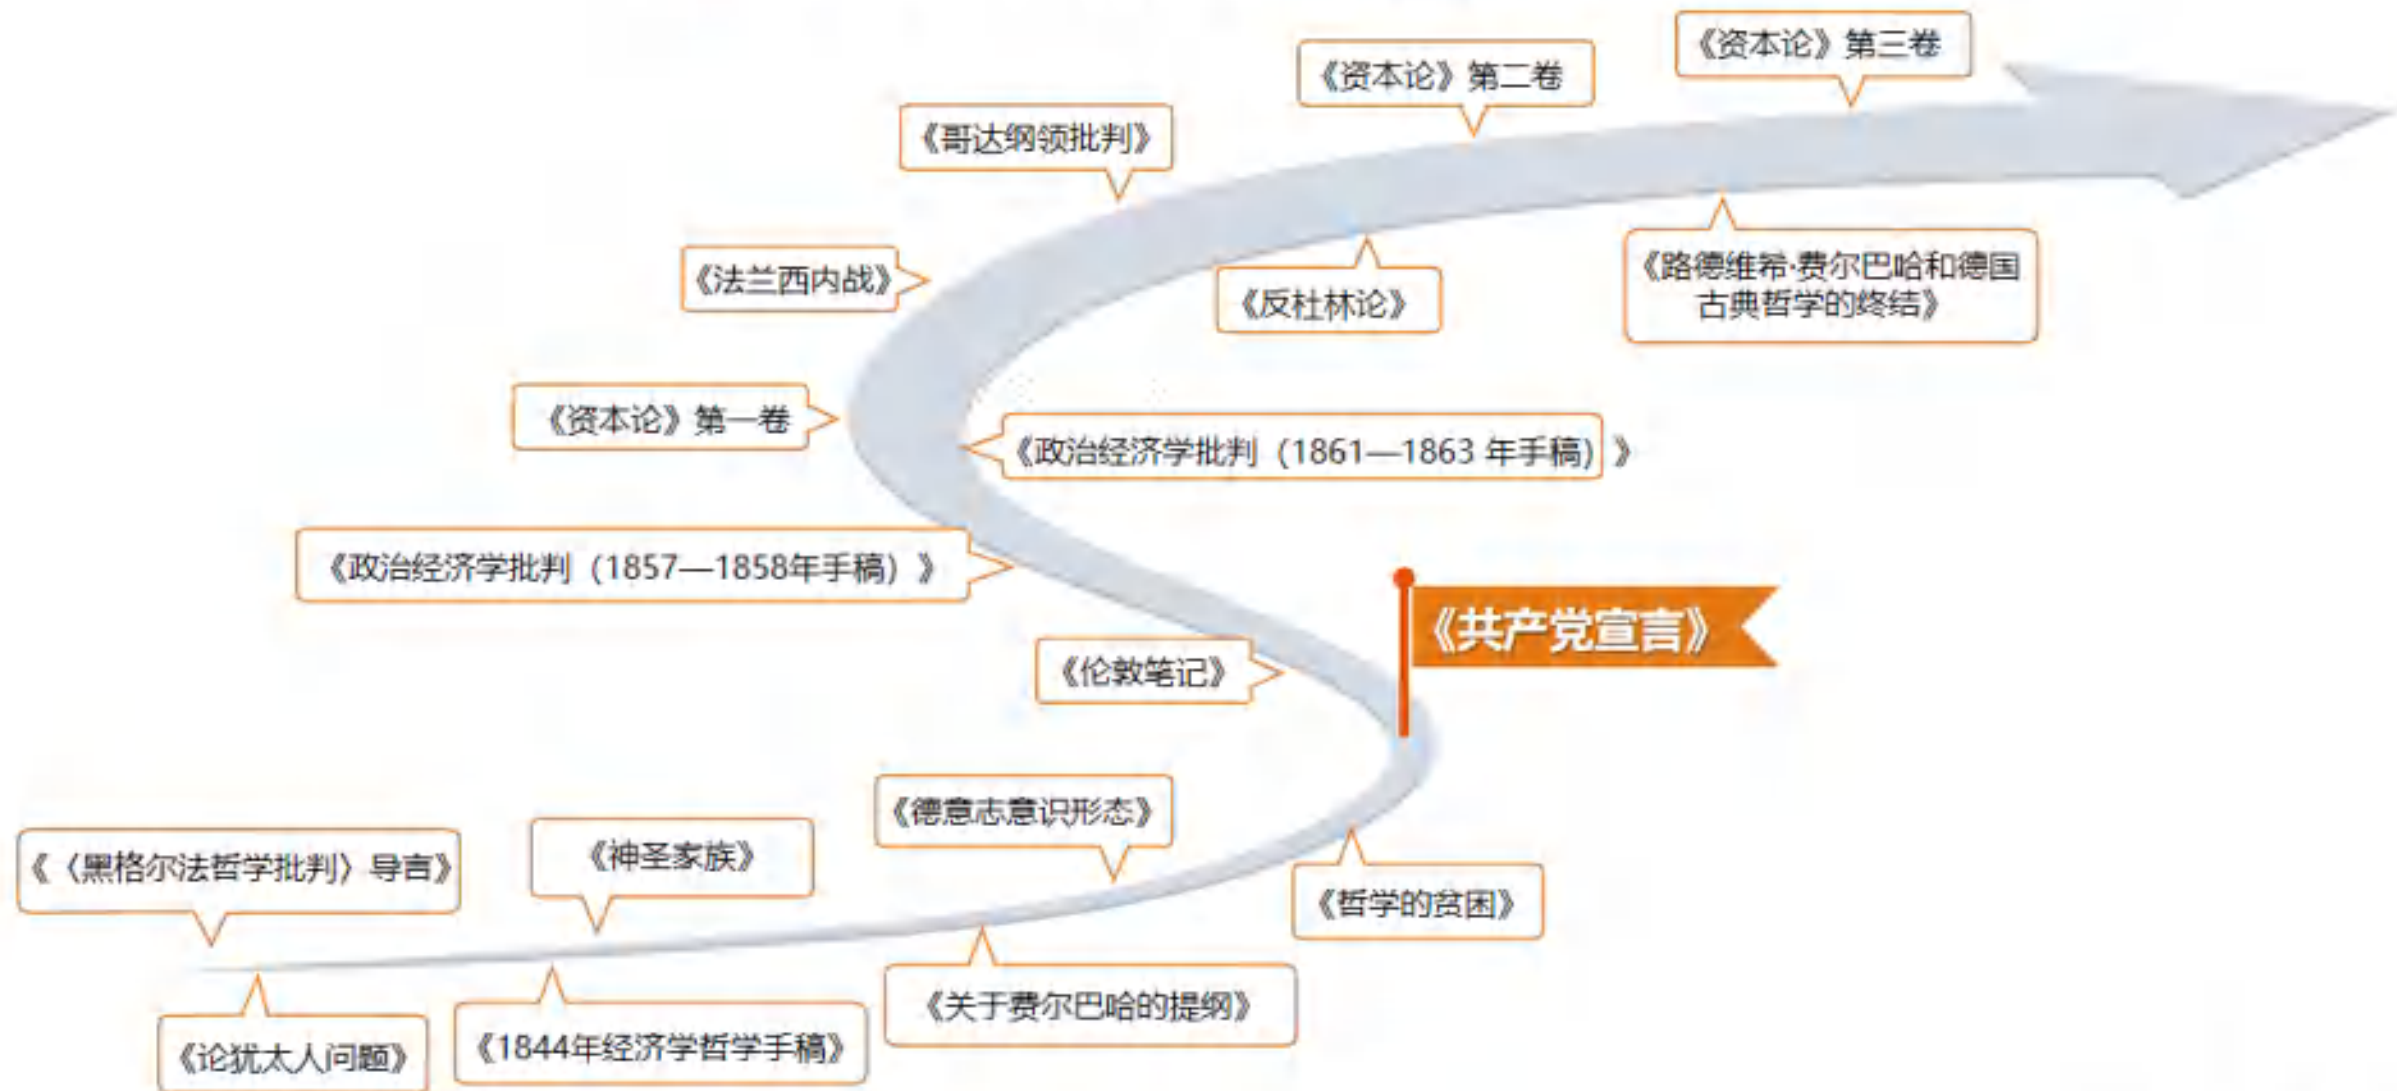 《资本论》第三卷
《资本论》第二卷
《哥达纲领批判》
《法兰西内战》
《反杜林论》
《路德维希·费尔巴哈和德国
古典哲学的终结》
《资本论》第一卷
《政治经济学批判（1861—1863 年手稿）》
《政治经济学批判（1857—1858年手稿）》
《共产党宣言》
《伦敦笔记》
《德意志意识形态》
《神圣家族》
《〈黑格尔法哲学批判〉导言》
《哲学的贫困》
《关于费尔巴哈的提纲》
《1844年经济学哲学手稿》
《论犹太人问题》